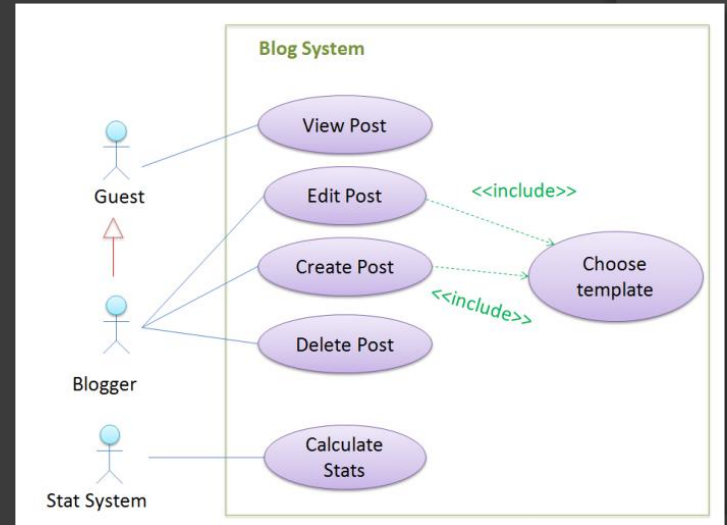 Blog System
View Post
Guest
Edit Post
<<include>>
Create Post
Choose
template
<<include>>
Delete Post
Blogger
Calculate
Stats
Stat System